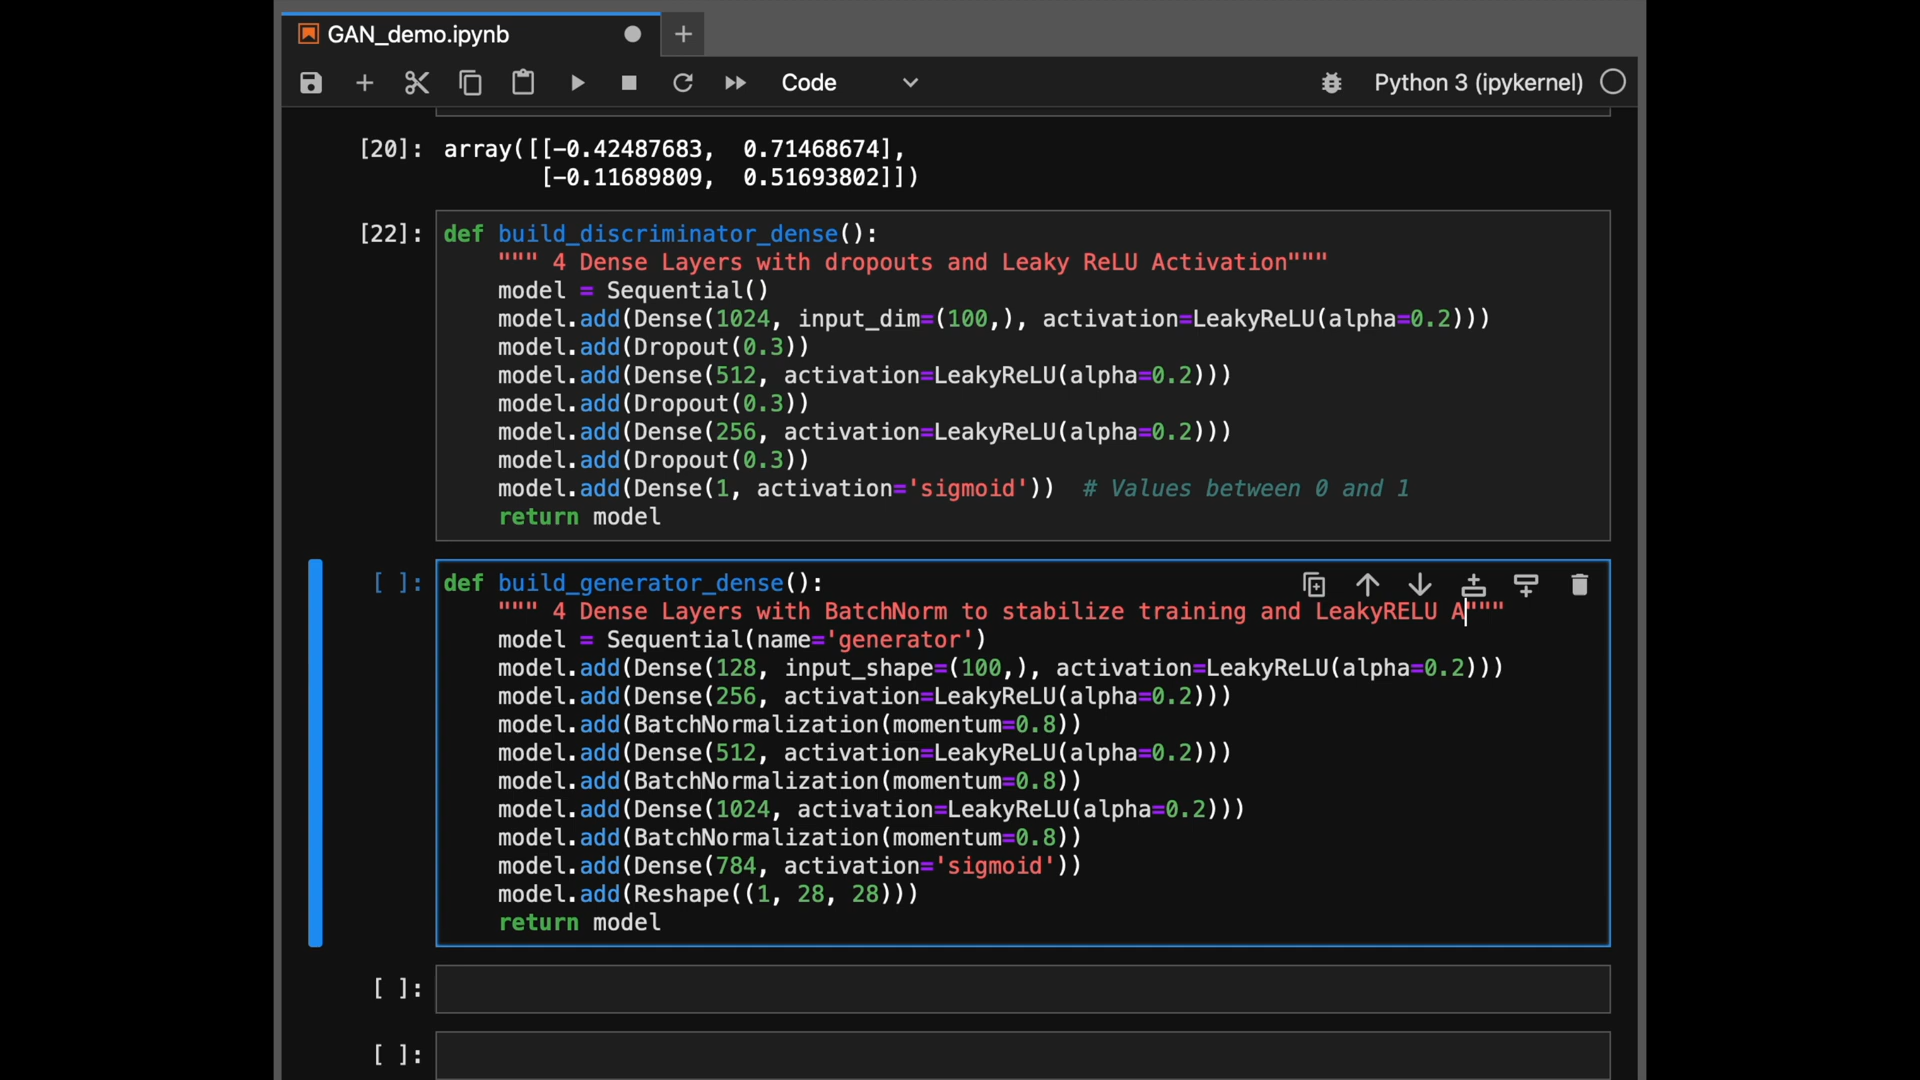 GAN_demo.ipynb
Code
Python 3 (ipykernel)
[20]: array([[-0.42487683,  0.71468674],
       [-0.11689809,  0.51693802]])
[22]: def build_discriminator_dense():
    """ 4 Dense Layers with dropouts and Leaky ReLU Activation"""
    model = Sequential()
    model.add(Dense(1024, input_dim=(100,), activation=LeakyReLU(alpha=0.2)))
    model.add(Dropout(0.3))
    model.add(Dense(512, activation=LeakyReLU(alpha=0.2)))
    model.add(Dropout(0.3))
    model.add(Dense(256, activation=LeakyReLU(alpha=0.2)))
    model.add(Dropout(0.3))
    model.add(Dense(1, activation='sigmoid'))  # Values between 0 and 1
    return model
[ ]: def build_generator_dense():
    """ 4 Dense Layers with BatchNorm to stabilize training and LeakyRELU A"""
    model = Sequential(name='generator')
    model.add(Dense(128, input_shape=(100,), activation=LeakyReLU(alpha=0.2)))
    model.add(Dense(256, activation=LeakyReLU(alpha=0.2)))
    model.add(BatchNormalization(momentum=0.8))
    model.add(Dense(512, activation=LeakyReLU(alpha=0.2)))
    model.add(BatchNormalization(momentum=0.8))
    model.add(Dense(1024, activation=LeakyReLU(alpha=0.2)))
    model.add(BatchNormalization(momentum=0.8))
    model.add(Dense(784, activation='sigmoid'))
    model.add(Reshape((1, 28, 28)))
    return model
[ ]:
[ ]: